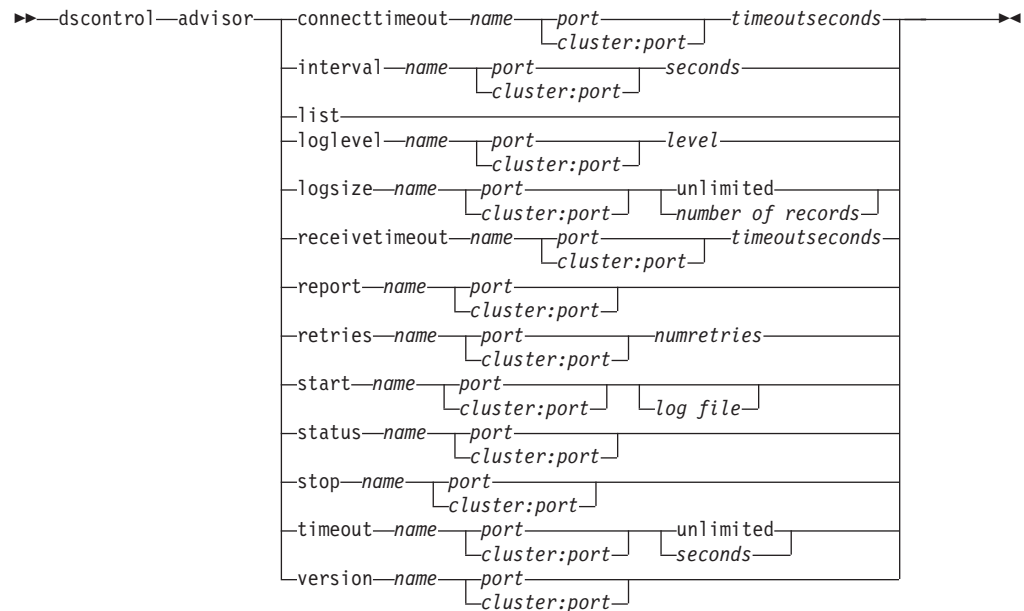 dscontrol advisor connecttimeout name port timeoutseconds
cluster:port
interval name port seconds
cluster:port
list
loglevel name port level
cluster:port
logsize name port unlimited
cluster:port number of records
receivetimeout name port timeoutseconds
cluster:port
report name port
cluster:port
retries name port numretries
cluster:port
start name port
cluster:port log file
status name port
cluster:port
stop name port
cluster:port
timeout name port unlimited
cluster:port seconds
version name port
cluster:port